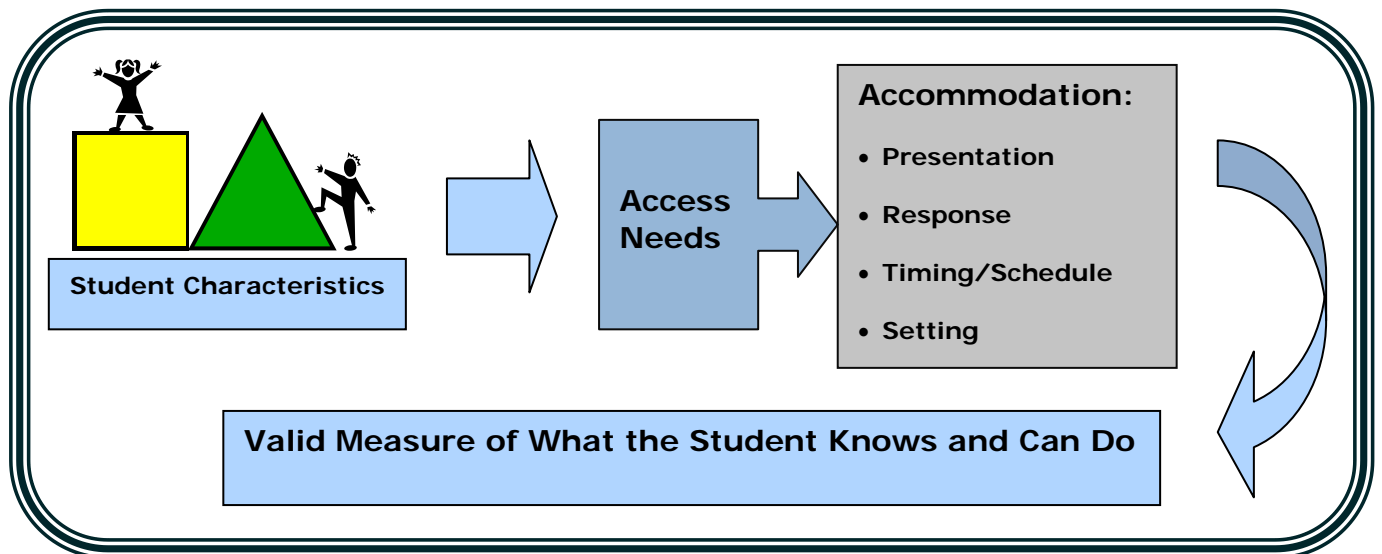 Student Characteristics
Access
Needs
Accommodation:
• Presentation
• Response
• Timing/Schedule
• Setting
Valid Measure of What the Student Knows and Can Do